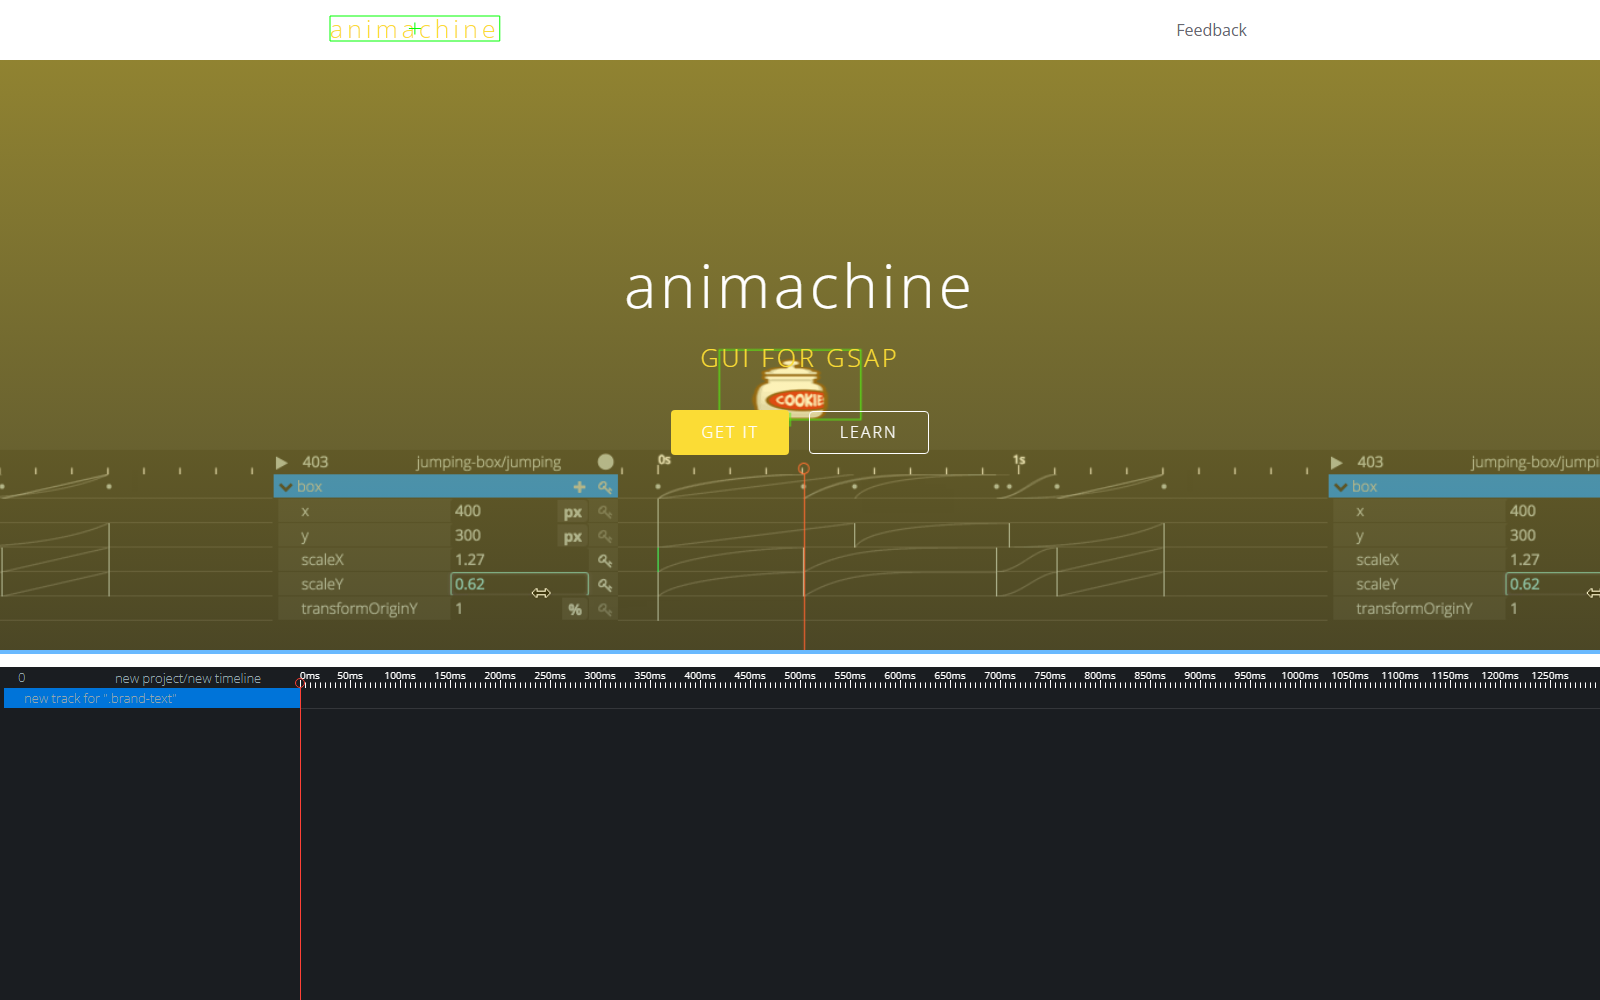 animachine
Feedback
animachine
GUI FOR GSAP
COOKIE
GET IT
LEARN
403 jumping-box/jumping 0s 1s 403 jumping-box/jumpi
box box
x 400 px x 400
y 300 px y 300
scaleX 1.27 scaleX 1.27
scaleY 0.62 scaleY 0.62
transformOriginY 1 % transformOriginY 1
0 new project/new timeline 0ms 50ms 100ms 150ms 200ms 250ms 300ms 350ms 400ms 450ms 500ms 550ms 600ms 650ms 700ms 750ms 800ms 850ms 900ms 950ms 1000ms 1050ms 1100ms 1150ms 1200ms 1250ms
new track for ".brand-text"